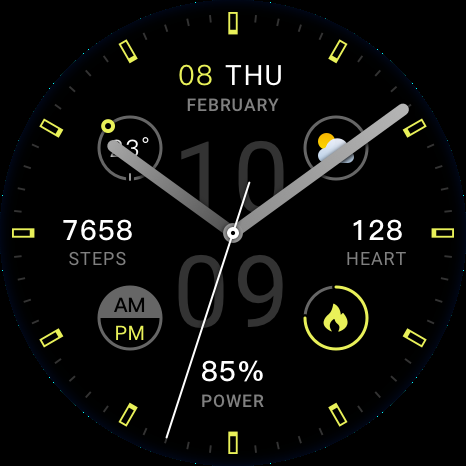 08 THU
FEBRUARY
10
7658
STEPS
128
HEART
09
AM
PM
85%
POWER